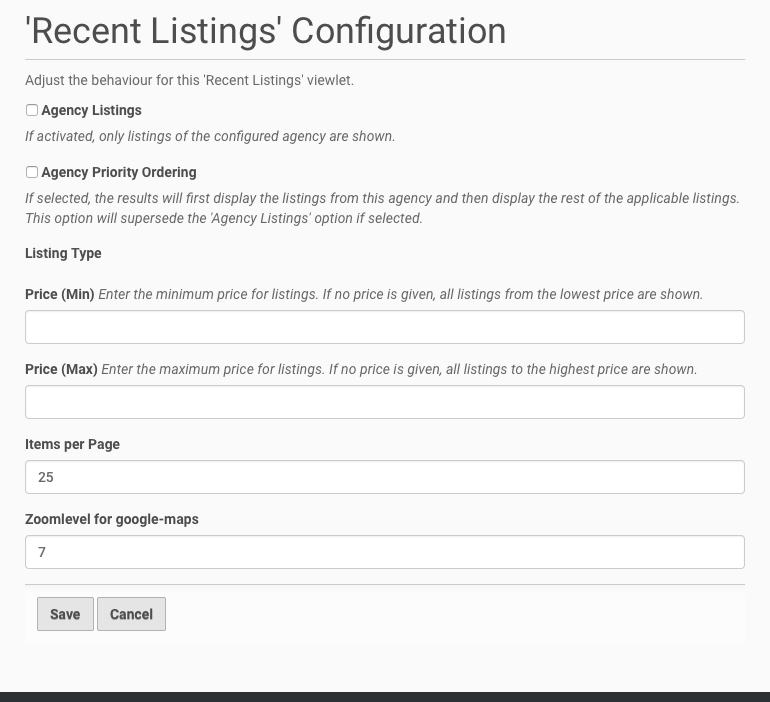 'Recent Listings' Configuration
Adjust the behaviour for this 'Recent Listings' viewlet.
Agency Listings
If activated, only listings of the configured agency are shown.
Agency Priority Ordering
If selected, the results will first display the listings from this agency and then display the rest of the applicable listings.
This option will supersede the 'Agency Listings' option if selected.
Listing Type
Price (Min) Enter the minimum price for listings. If no price is given, all listings from the lowest price are shown.
Price (Max) Enter the maximum price for listings. If no price is given, all listings to the highest price are shown.
Items per Page
25
Zoomlevel for google-maps
7
Save Cancel